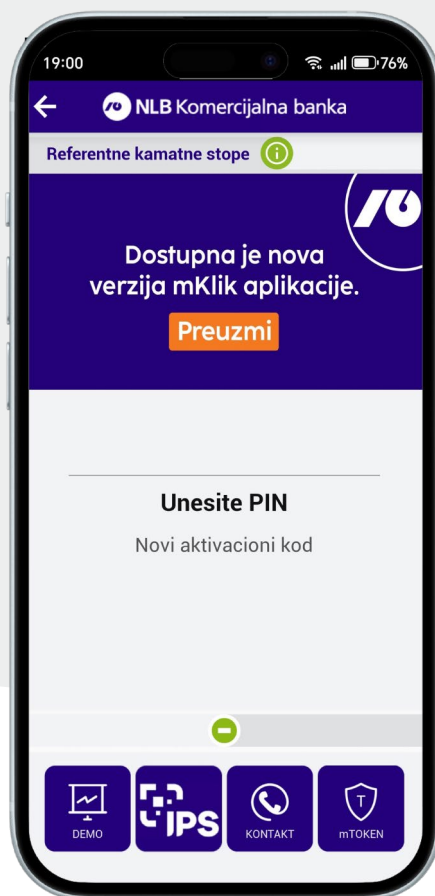 19:00
76%
NLB Komercijalna banka
Referentne kamatne stope
Dostupna je nova
verzija mKlik aplikacije.
Preuzmi
Unesite PIN
Novi aktivacioni kod
DEMO
IPS
KONTAKT
T
mTOKEN